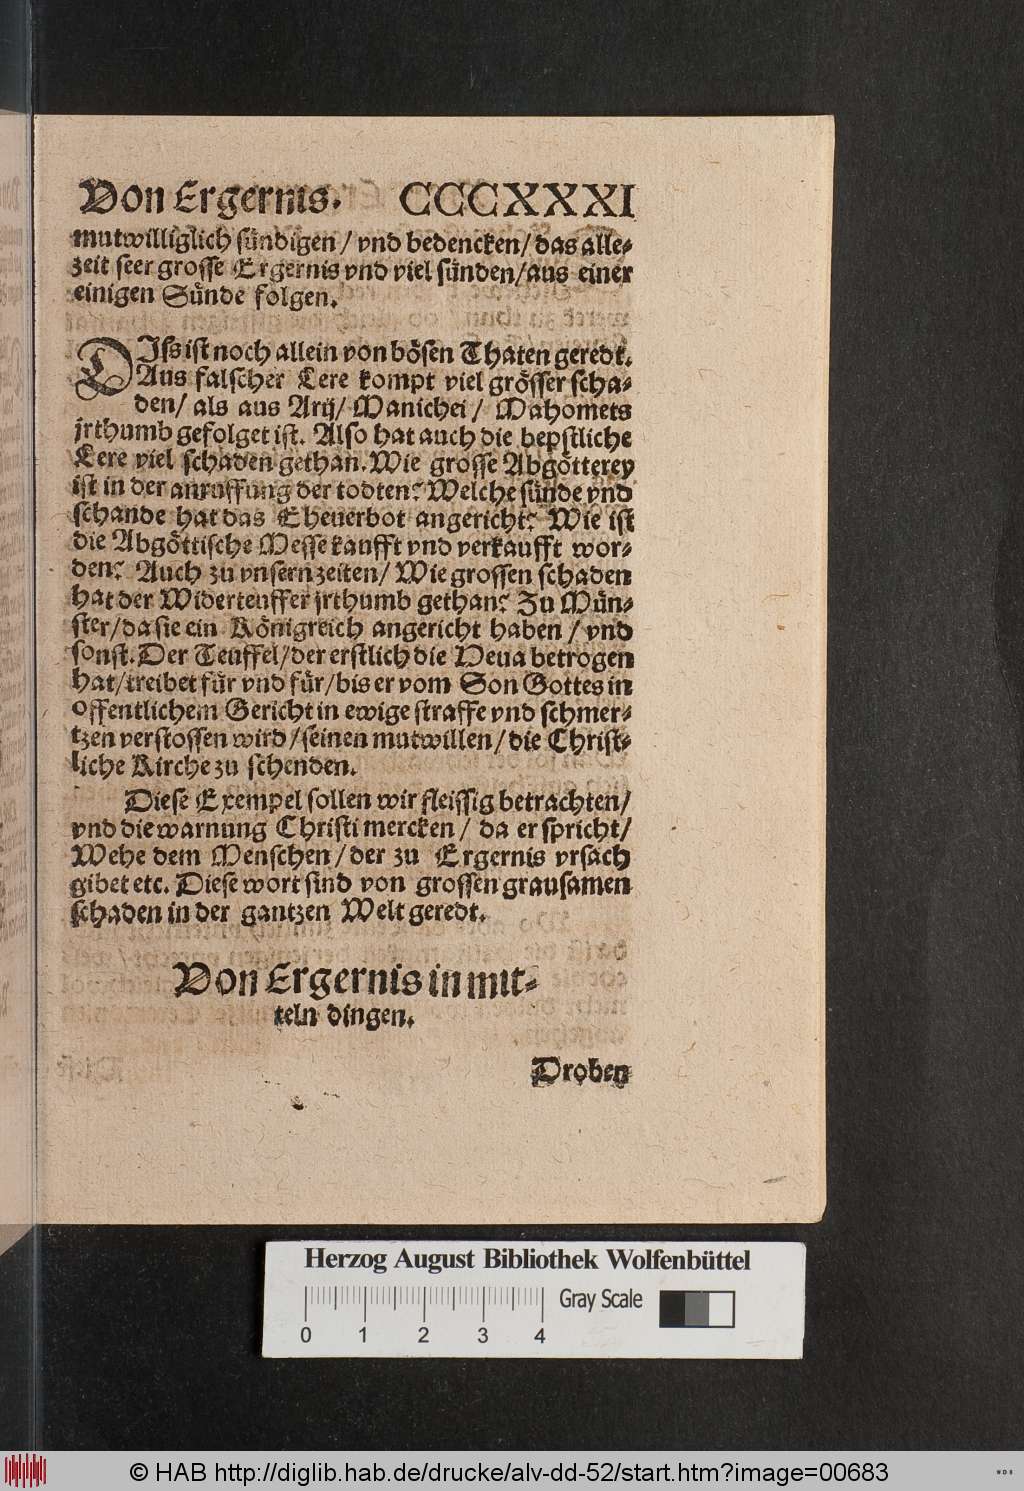 Von Ergernis. CCCXXXI
mutwilliglich sündigen / vnd bedencken / das alle-
zeit seer grosse Ergernis vnd viel sünden / aus einer
einigen Sünde folgen.
DIss ist noch allein von bösen Thaten geredt.
Aus falscher Lere kompt viel grösser scha-
den / als aus Arij / Manichei / Mahomets
jrthumb gefolget ist. Also hat auch die bepstliche
Lere viel schaden gethan. Wie grosse Abgötterey
ist in der anruffung der todten? Welche sünde vnd
schande hat das Eheuerbot angericht? Wie ist
die Abgöttische Messe kaufft vnd verkaufft wor-
den? Auch zu vnsern zeiten / Wie grossen schaden
hat der Widerteuffer jrthumb gethan? Zu Mün-
ster / da sie ein Königreich angericht haben / vnd
sonst. Der Teuffel / der erstlich die Heua betrogen
hat / treibet für vnd für / bis er vom Son Gottes in
offentlichem Gericht in ewige straffe vnd schmer-
tzen verstossen wird / seinen mutwillen / die Christ-
liche Kirche zu schenden.
Diese Exempel sollen wir fleissig betrachten /
vnd die warnung Christi mercken / da er spricht /
Wehe dem Menschen / der zu Ergernis vrsach
gibet etc. Diese wort sind von grossen grausamen
schaden in der gantzen Welt geredt.
Von Ergernis in mit-
teln dingen.
Droben
Herzog August Bibliothek Wolfenbüttel
Gray Scale
0 1 2 3 4
© HAB http://diglib.hab.de/drucke/alv-dd-52/start.htm?image=00683